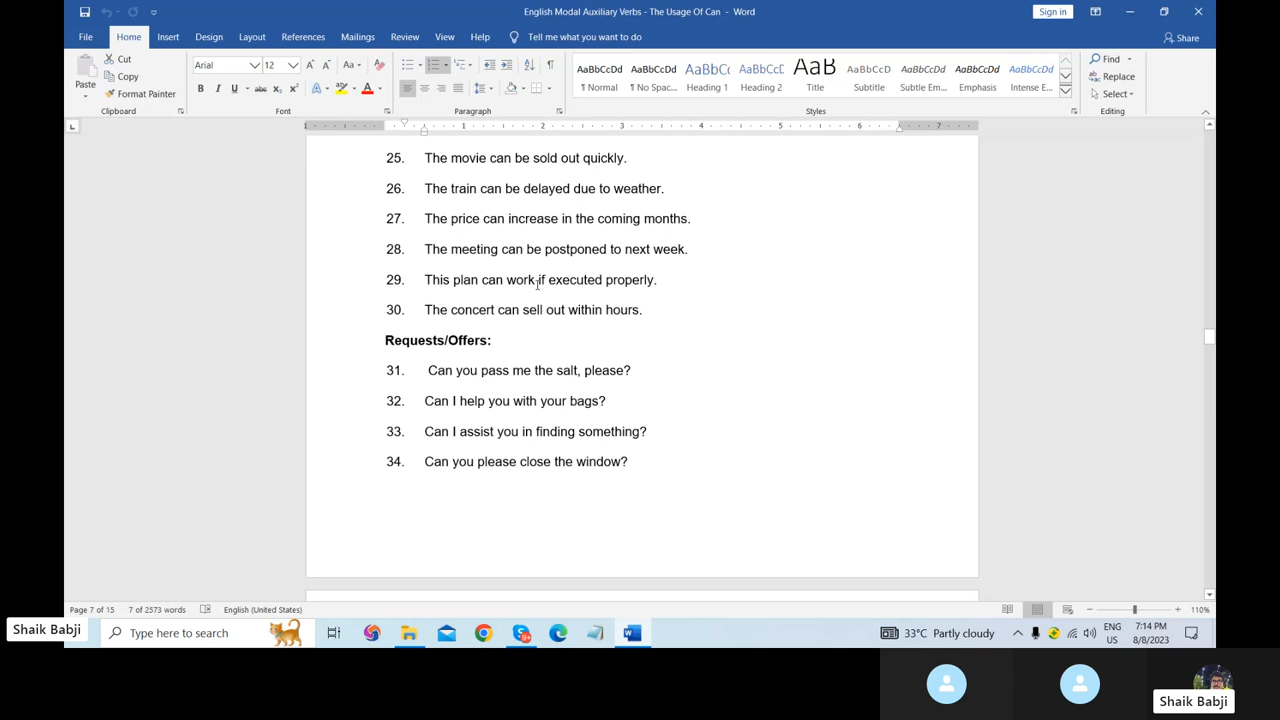 English Modal Auxiliary Verbs - The Usage Of Can - Word
Sign in
File Home Insert Design Layout References Mailings Review View Help Tell me what you want to do
Share
Paste
Cut
Copy
Format Painter
Clipboard
Arial
12
Font
Paragraph
AaBbCcDd
¶ Normal
AaBbCcDd
¶ No Spac...
AaBbCc
Heading 1
AaBbCcC
Heading 2
AaB
Title
AaBbCcD
Subtitle
AaBbCcDd
Subtle Em...
AaBbCcDd
Emphasis
AaBbCcDd
Intense E...
Styles
Find
Replace
Select
Editing
1 1 2 3 4 5 6 7
25. The movie can be sold out quickly.
26. The train can be delayed due to weather.
27. The price can increase in the coming months.
28. The meeting can be postponed to next week.
29. This plan can work if executed properly.
30. The concert can sell out within hours.
Requests/Offers:
31. Can you pass me the salt, please?
32. Can I help you with your bags?
33. Can I assist you in finding something?
34. Can you please close the window?
Page 7 of 15 7 of 2573 words English (United States)
110%
Shaik Babji
Type here to search
33°C Partly cloudy
ENG
US
7:14 PM
8/8/2023
Shaik Babji